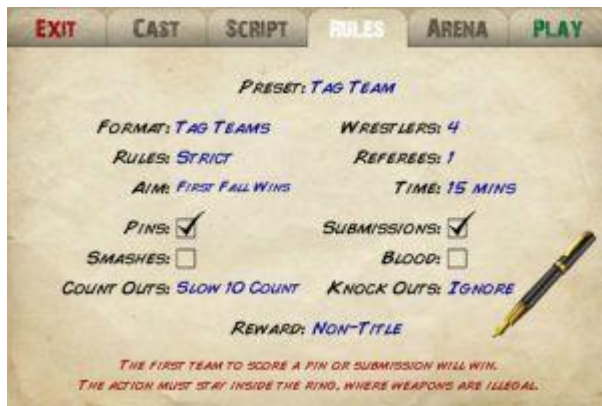 EXIT CAST SCRIPT RULES ARENA PLAY
PRESET: TAG TEAM
FORMAT: TAG TEAMS WRESTLERS: 4
RULES: STRICT REFEREES: 1
AIM: FIRST FALL WINS TIME: 15 MINS
PINS: SUBMISSIONS:
SMASHES: BLOOD:
COUNT OUTS: SLOW 10 COUNT KNOCK OUTS: IGNORE
REWARD: NON-TITLE
THE FIRST TEAM TO SCORE A PIN OR SUBMISSION WILL WIN.
THE ACTION MUST STAY INSIDE THE RING, WHERE WEAPONS ARE ILLEGAL.